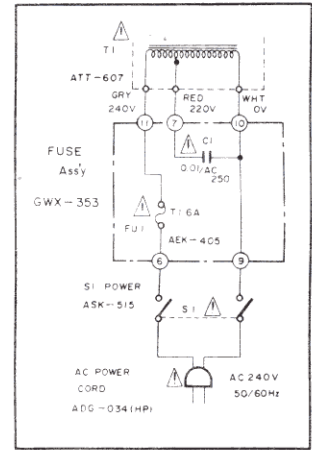 T1
ATT-607
GRY RED WHT
240V 220V 0V
11 7 10
FUSE
Ass'y
C1
0.01/AC
250
GWX-353
T1.6A
FU1
AEK-405
6 9
S1 POWER
ASK-515
S1
AC POWER
CORD
ADG-034(HP)
AC 240V
50/60Hz